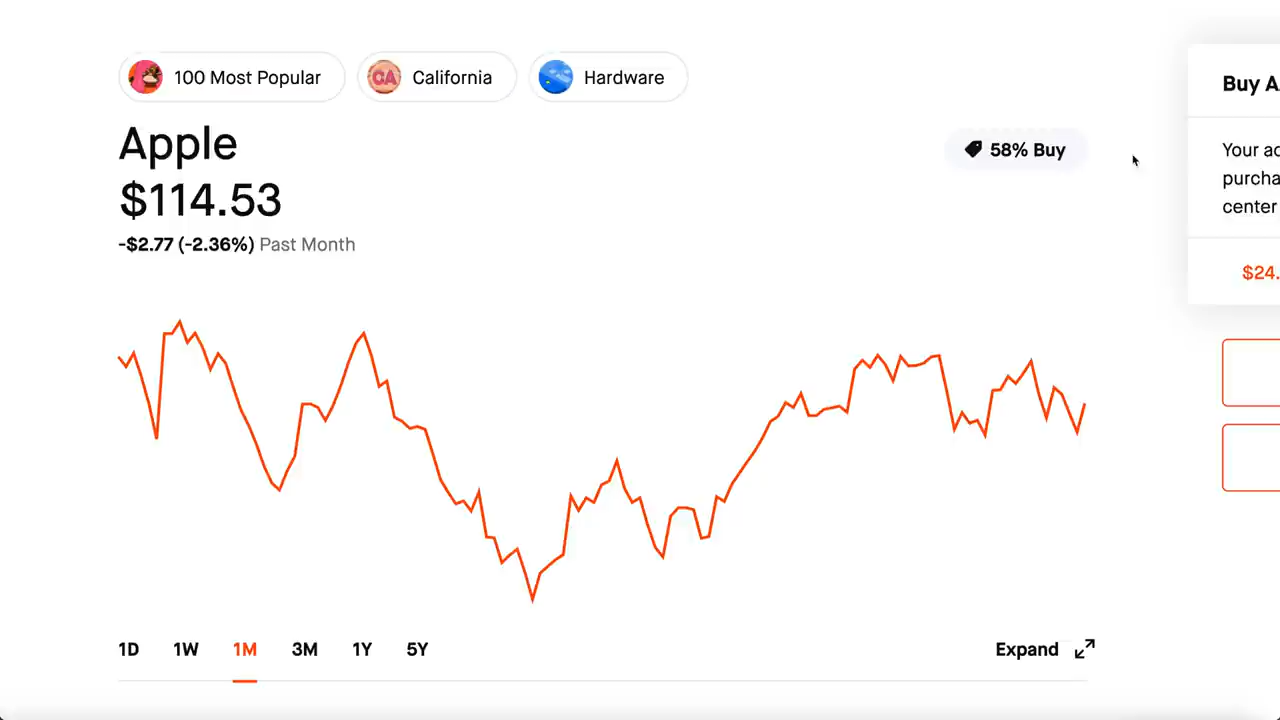 100 Most Popular
CA California
Hardware
Apple
58% Buy
$114.53
-$2.77 (-2.36%) Past Month
1D 1W 1M 3M 1Y 5Y
Expand
Buy A
Your ac
purcha
center
$24.